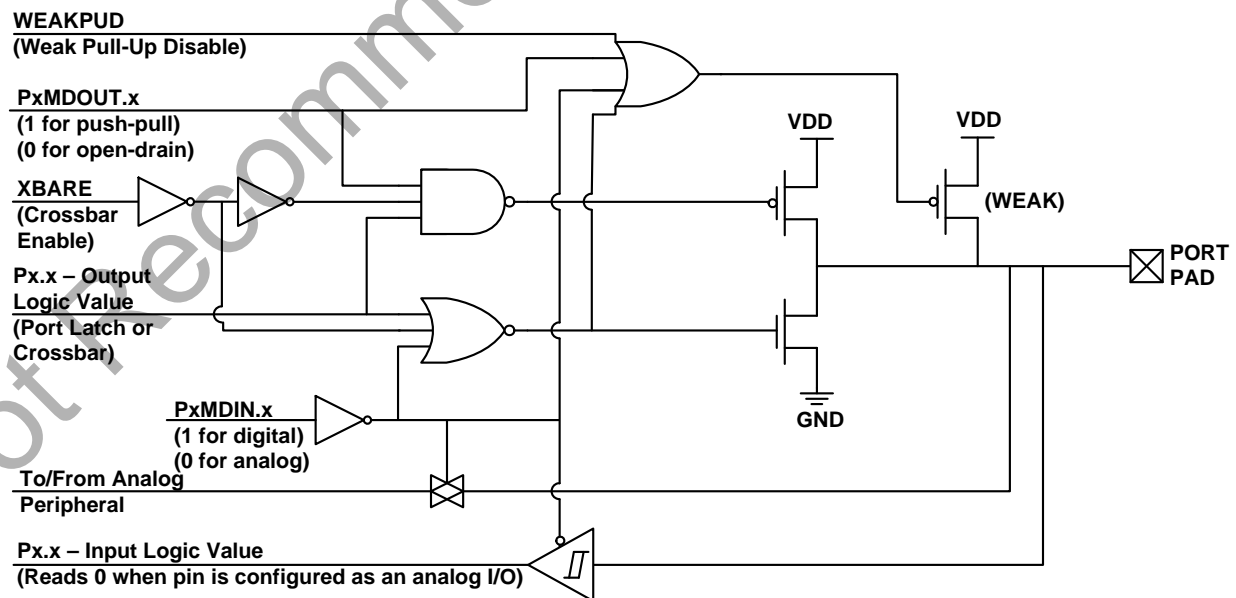 WEAKPUD
(Weak Pull-Up Disable)
PxMDOUT.x
(1 for push-pull)
(0 for open-drain)
XBARE
(Crossbar
Enable)
Px.x – Output
Logic Value
(Port Latch or
Crossbar)
PxMDIN.x
(1 for digital)
(0 for analog)
To/From Analog
Peripheral
Px.x – Input Logic Value
(Reads 0 when pin is configured as an analog I/O)
VDD
VDD
(WEAK)
PORT
PAD
GND
ot Recomm